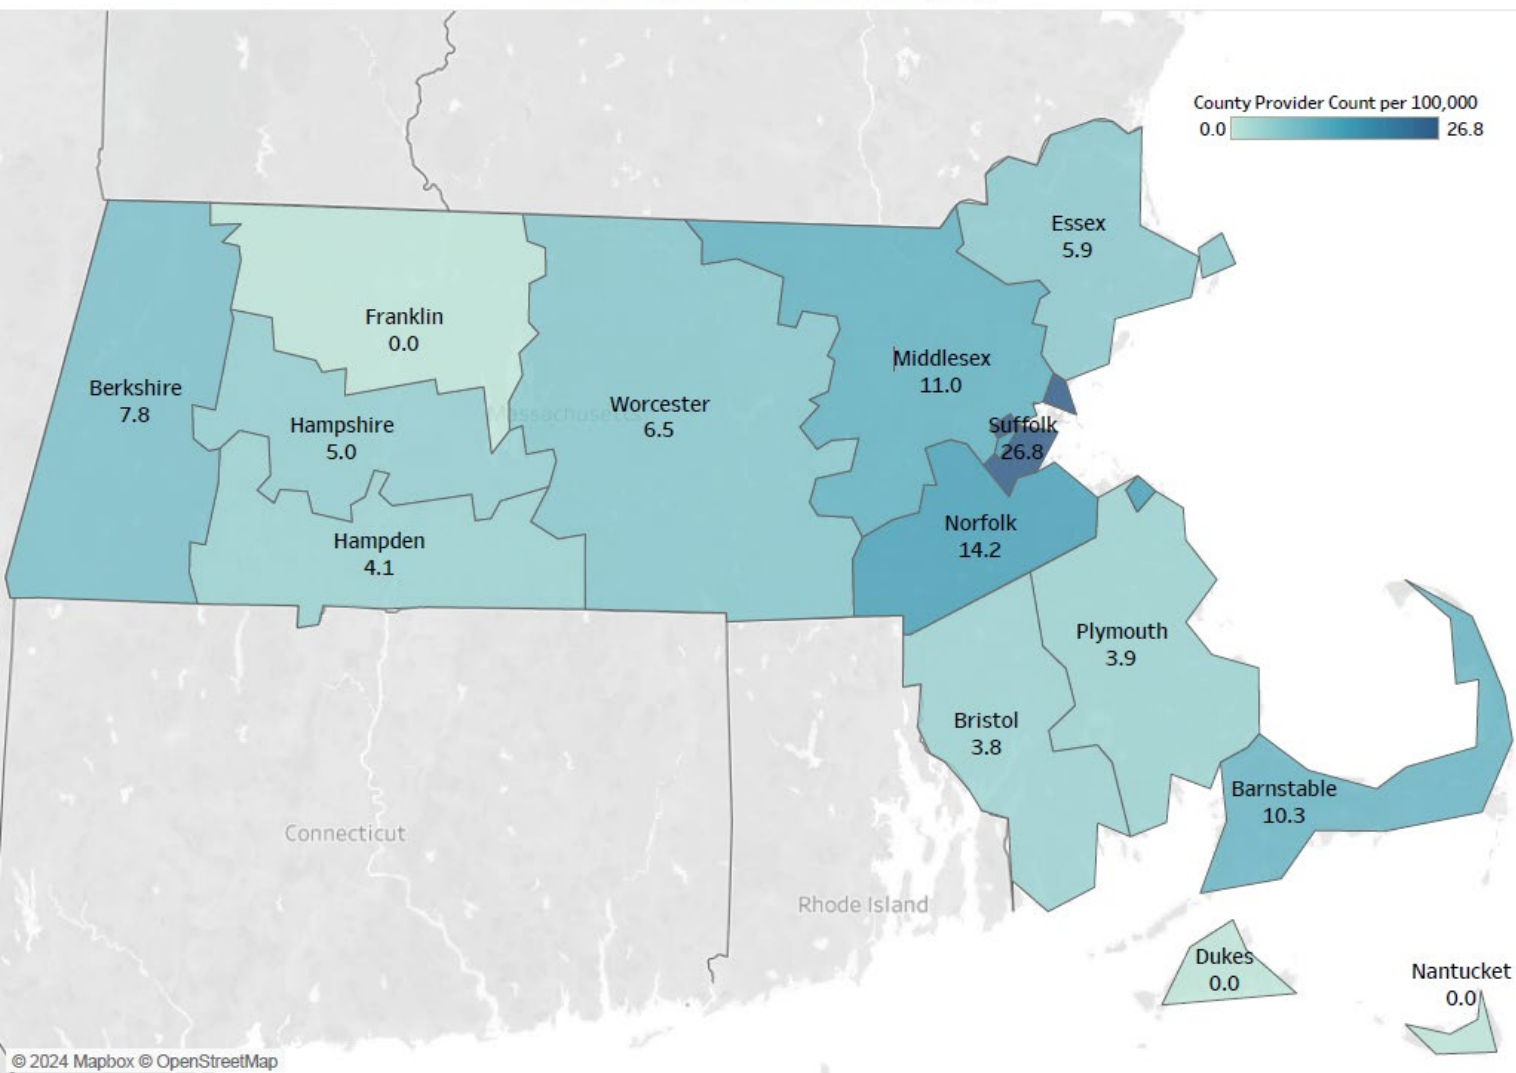 County Provider Count per 100,000
0.0 26.8
Essex
5.9
Franklin
0.0
Middlesex
11.0
Berkshire
7.8
Worcester
6.5
Massachusetts
Hampshire
5.0
Suffolk
26.8
Norfolk
14.2
Hampden
4.1
Plymouth
3.9
Bristol
3.8
Barnstable
10.3
Connecticut
Rhode Island
Dukes
0.0
Nantucket
0.0
© 2024 Mapbox © OpenStreetMap